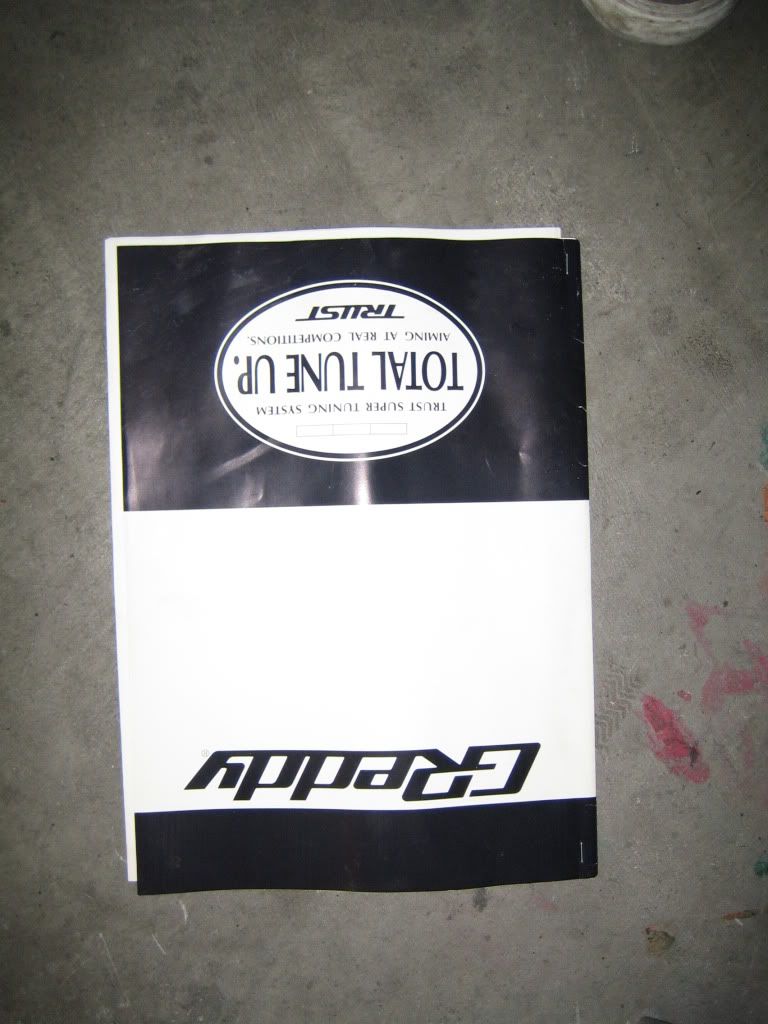 GReddy®
TRUST SUPER TUNING SYSTEM
TOTAL TUNE UP.
AIMING AT REAL COMPETITIONS.
TRUST